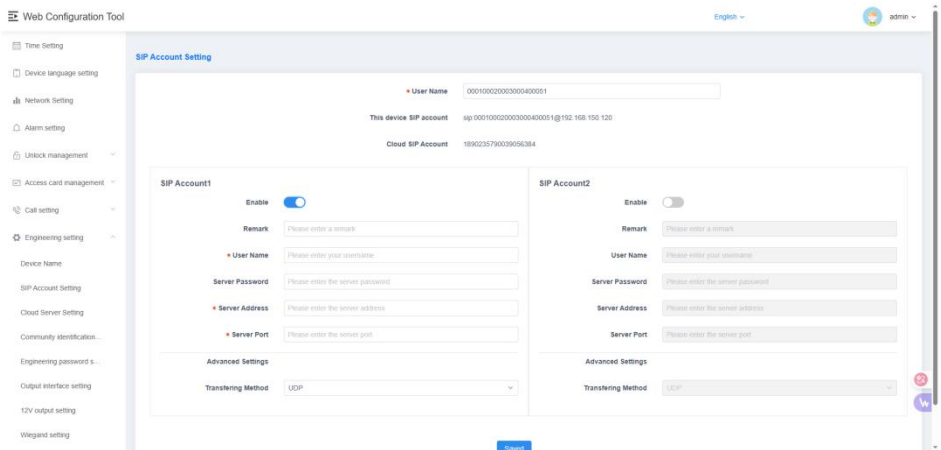 Web Configuration Tool
English
admin
Time Setting
Device language setting
Network Setting
Alarm setting
Unlock management
Access card management
Call setting
Engineering setting
Device Name
SIP Account Setting
Cloud Server Setting
Community identification...
Engineering password s...
Output interface setting
12V output setting
Wiegand setting
SIP Account Setting
* User Name 000100020003000400051
This device SIP account sip:000100020003000400051@192.168.150.120
Cloud SIP Account 1890235790039056384
SIP Account1
Enable
Remark Please enter a remark
* User Name Please enter your username
Server Password Please enter the server password
* Server Address Please enter the server address
* Server Port Please enter the server port
Advanced Settings
Transfering Method UDP
SIP Account2
Enable
Remark Please enter a remark
User Name Please enter your username
Server Password Please enter the server password
Server Address Please enter the server address
Server Port Please enter the server port
Advanced Settings
Transfering Method UDP
Saved